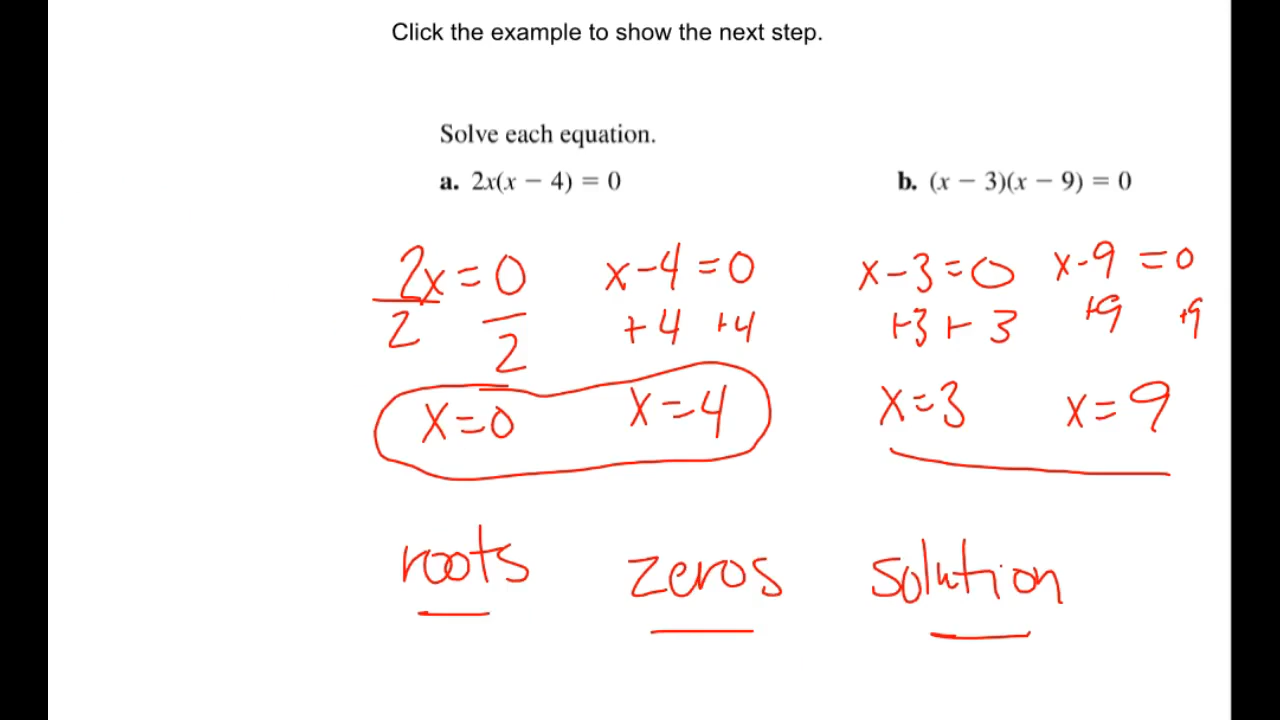 Click the example to show the next step.
Solve each equation.
a. 2x(x − 4) = 0 b. (x − 3)(x − 9) = 0
2x = 0 x − 4 = 0 x − 3 = 0 x − 9 = 0
2 2 + 4 + 4 + 3 + 3 + 9 + 9
x = 0 x = 4 x = 3 x = 9
roots zeros solution